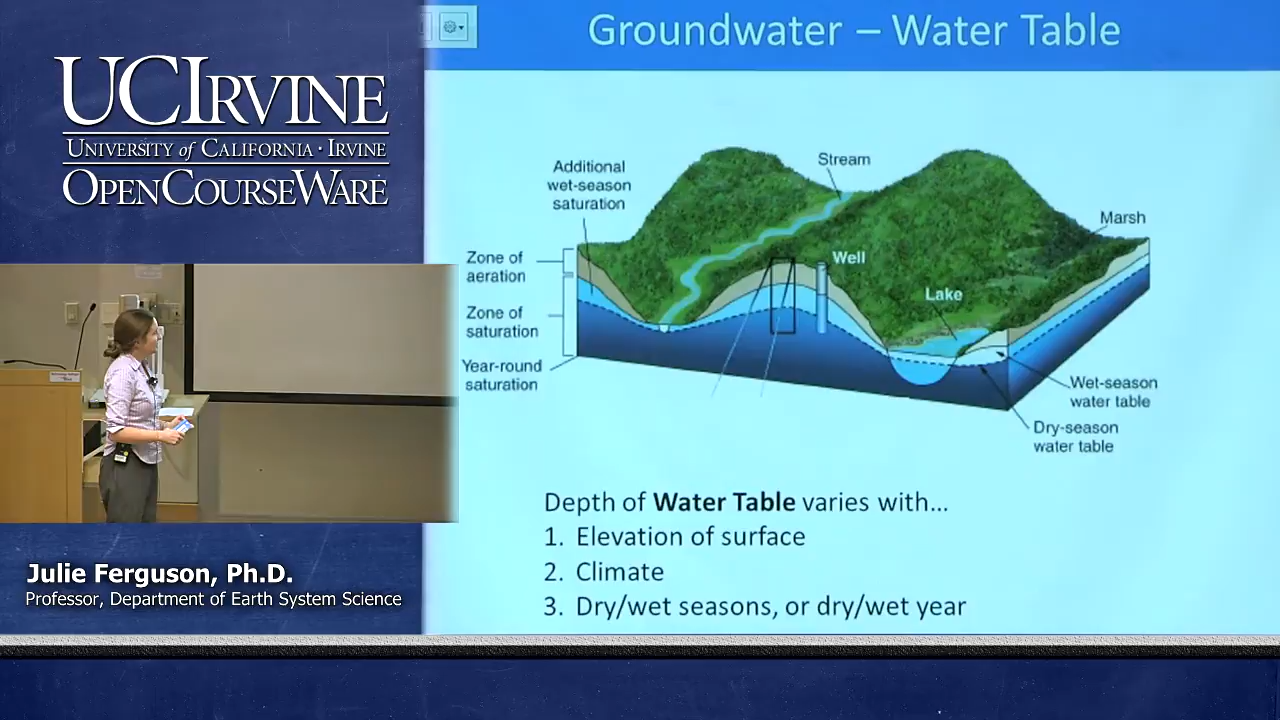 UCIRVINE
UNIVERSITY of CALIFORNIA · IRVINE
OPENCOURSEWARE
Groundwater – Water Table
Additional
wet-season
saturation
Stream
Marsh
Zone of
aeration
Well
Lake
Zone of
saturation
Year-round
saturation
Wet-season
water table
Dry-season
water table
Depth of Water Table varies with...
1. Elevation of surface
2. Climate
3. Dry/wet seasons, or dry/wet year
Julie Ferguson, Ph.D.
Professor, Department of Earth System Science